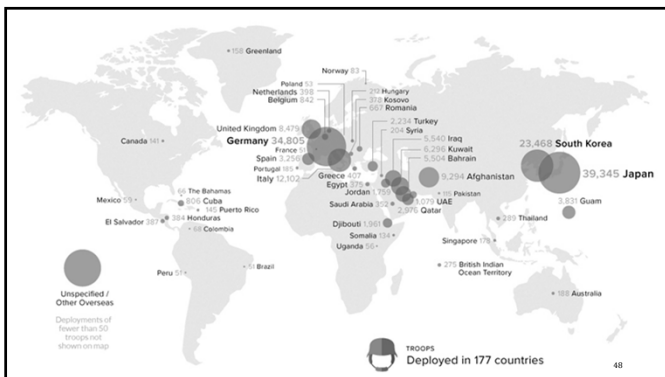 158 Greenland
Norway 83
Poland 53
Netherlands 398
Belgium 842
213 Hungary
378 Kosovo
687 Romania
2,234 Turkey
204 Syria
United Kingdom 8,479
Germany 34,805
France 51
Spain 3,256
Portugal 185
Italy 12,102
Greece 407
Egypt 375
Jordan 1,759
Saudi Arabia 352
5,540 Iraq
6,296 Kuwait
5,504 Bahrain
9,294 Afghanistan
115 Pakistan
1,079 UAE
2,976 Qatar
23,468 South Korea
39,345 Japan
3,831 Guam
Canada 141
Mexico 59
66 The Bahamas
806 Cuba
145 Puerto Rico
384 Honduras
El Salvador 387
68 Colombia
Djibouti 1,961
Somalia 134
Uganda 56
289 Thailand
Singapore 178
275 British Indian
Ocean Territory
Peru 51
51 Brazil
188 Australia
Unspecified /
Other Overseas
Deployments of
fewer than 50
troops not
shown on map
TROOPS
Deployed in 177 countries
48